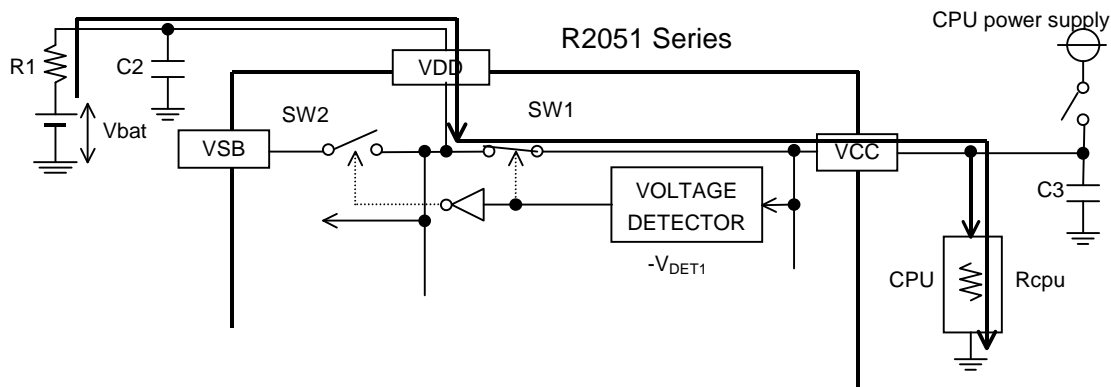 CPU power supply
R2051 Series
R1
C2
VDD
Vbat
SW2
SW1
VSB
VCC
C3
VOLTAGE
DETECTOR
-VDET1
CPU
Rcpu